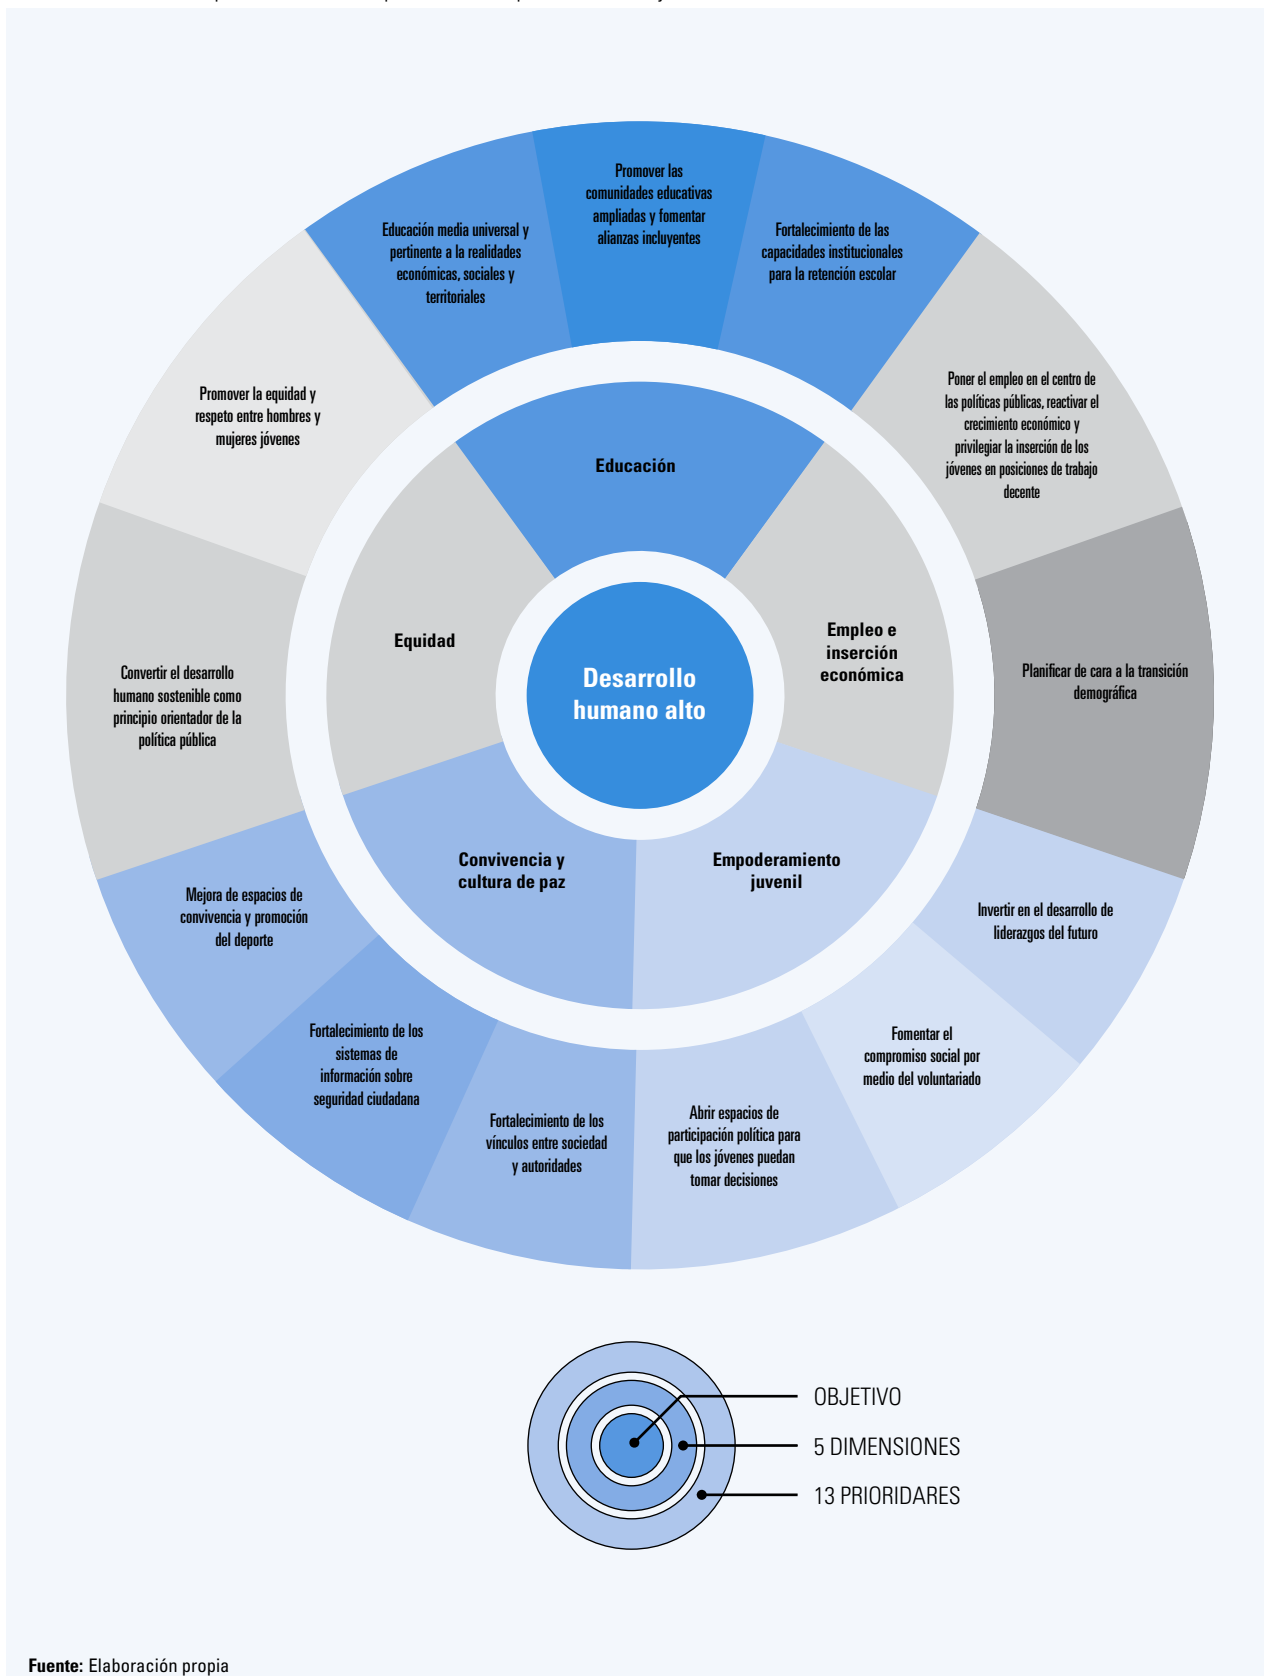 Promover las
comunidades educativas
ampliadas y fomentar
alianzas incluyentes
Educación media universal y
pertinente a la realidades
económicas, sociales y
territoriales
Fortalecimiento de las
capacidades institucionales
para la retención escolar
Promover la equidad y
respeto entre hombres y
mujeres jóvenes
Poner el empleo en el centro de
las políticas públicas, reactivar el
crecimiento económico y
privilegiar la inserción de los
jóvenes en posiciones de trabajo
decente
Educación
Equidad
Empleo e
inserción
económica
Desarrollo
humano alto
Convertir el desarrollo
humano sostenible como
principio orientador de la
política pública
Planificar de cara a la transición
demográfica
Convivencia y
cultura de paz
Empoderamiento
juvenil
Mejora de espacios de
convivencia y promoción
del deporte
Invertir en el desarrollo de
liderazgos del futuro
Fortalecimiento de los
sistemas de
información sobre
seguridad ciudadana
Fomentar el
compromiso social por
medio del voluntariado
Fortalecimiento de los
vínculos entre sociedad
y autoridades
Abrir espacios de
participación política para
que los jóvenes puedan
tomar decisiones
OBJETIVO
5 DIMENSIONES
13 PRIORIDARES
Fuente: Elaboración propia